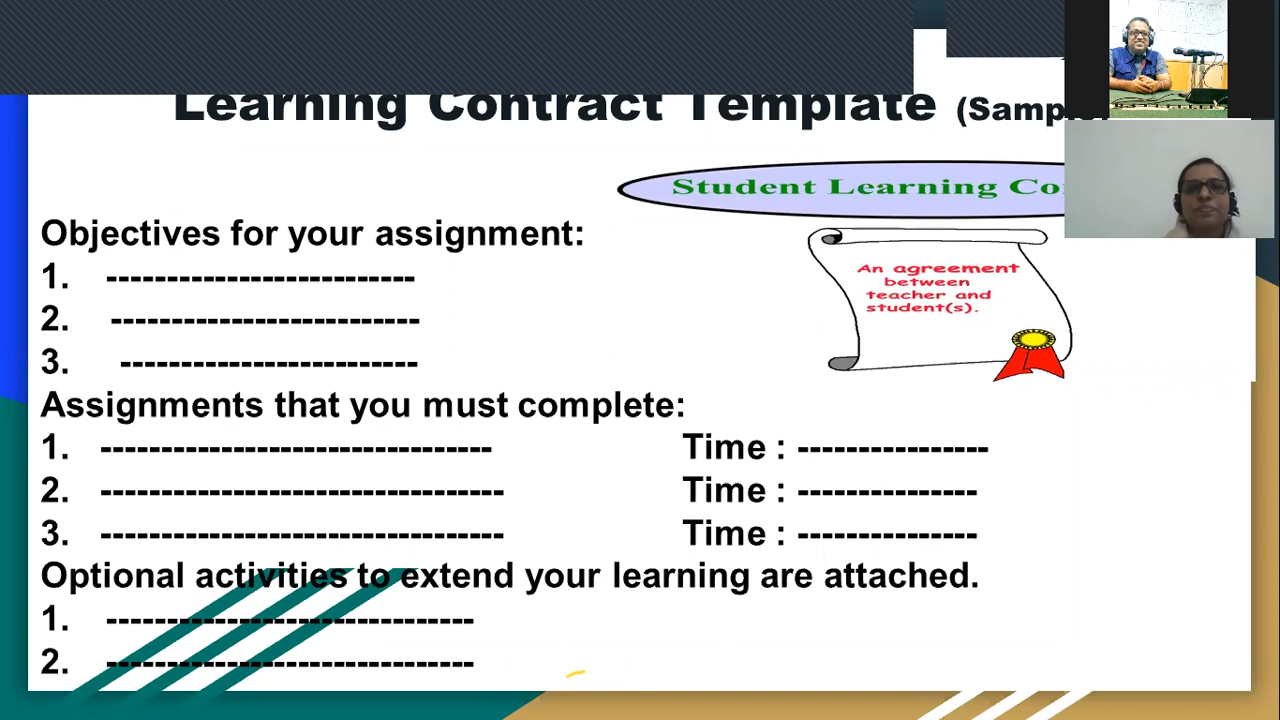 Learning Contract Template (Sample)
Student Learning
Objectives for your assignment:
1. --------------------------
2. --------------------------
3. -------------------------
An agreement
between
teacher and
student(s).
Assignments that you must complete:
1. --------------------------------- Time : ----------------
2. ---------------------------------- Time : ---------------
3. ---------------------------------- Time : ---------------
Optional activities to extend your learning are attached.
1. -------------------------------
2. -------------------------------